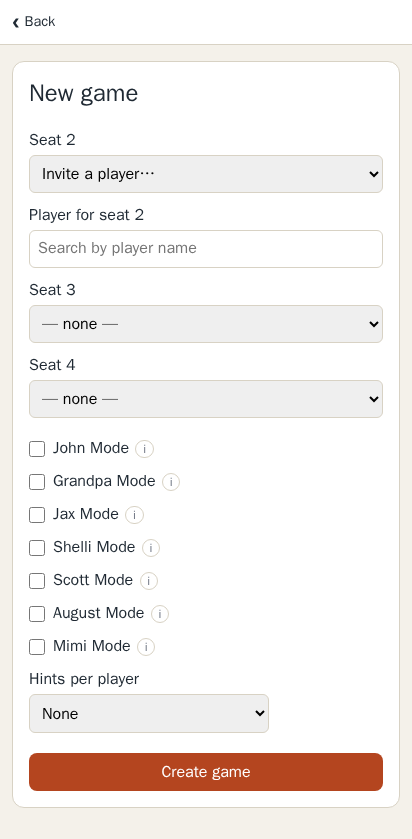 ‹ Back
New game
Seat 2
Invite a player···
Player for seat 2
Search by player name
Seat 3
— none —
Seat 4
— none —
John Mode i
Grandpa Mode i
Jax Mode i
Shelli Mode i
Scott Mode i
August Mode i
Mimi Mode i
Hints per player
None
Create game